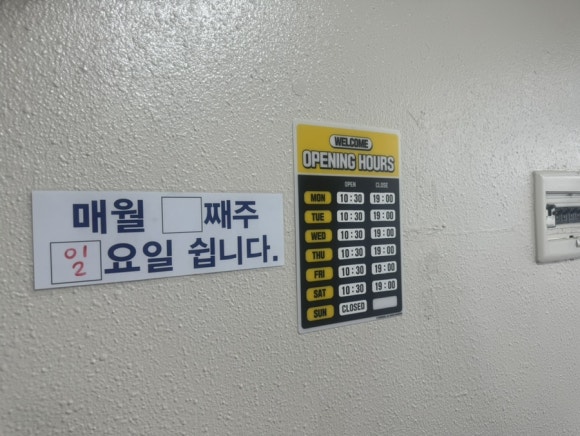 매월 째주
일요일 쉽니다.
WELCOME
OPENING HOURS
OPEN CLOSE
MON 10:30 19:00
TUE 10:30 19:00
WED 10:30 19:00
THU 10:30 19:00
FRI 10:30 19:00
SAT 10:30 19:00
SUN CLOSED